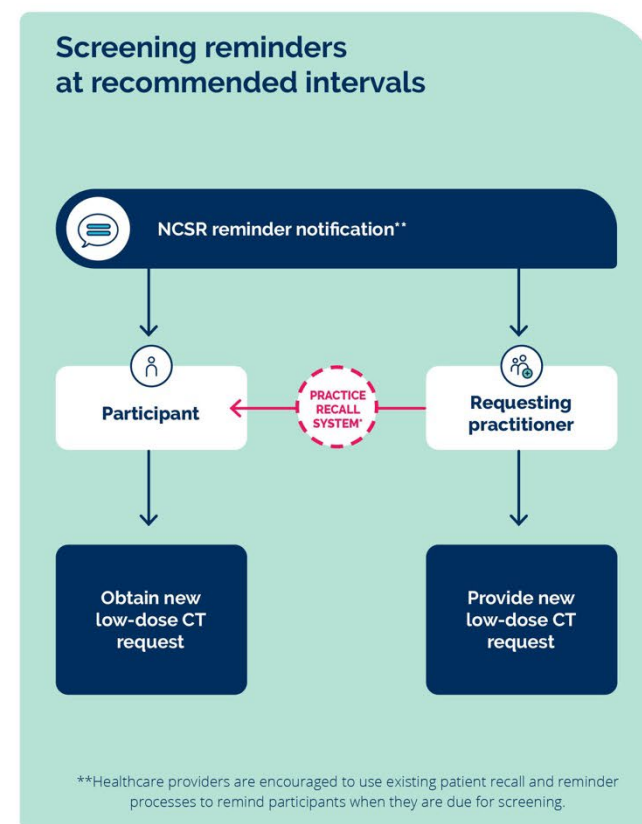 Screening reminders
at recommended intervals
NCSR reminder notification**
Participant
PRACTICE
RECALL
SYSTEM*
Requesting
practitioner
Obtain new
low-dose CT
request
Provide new
low-dose CT
request
**Healthcare providers are encouraged to use existing patient recall and reminder
processes to remind participants when they are due for screening.